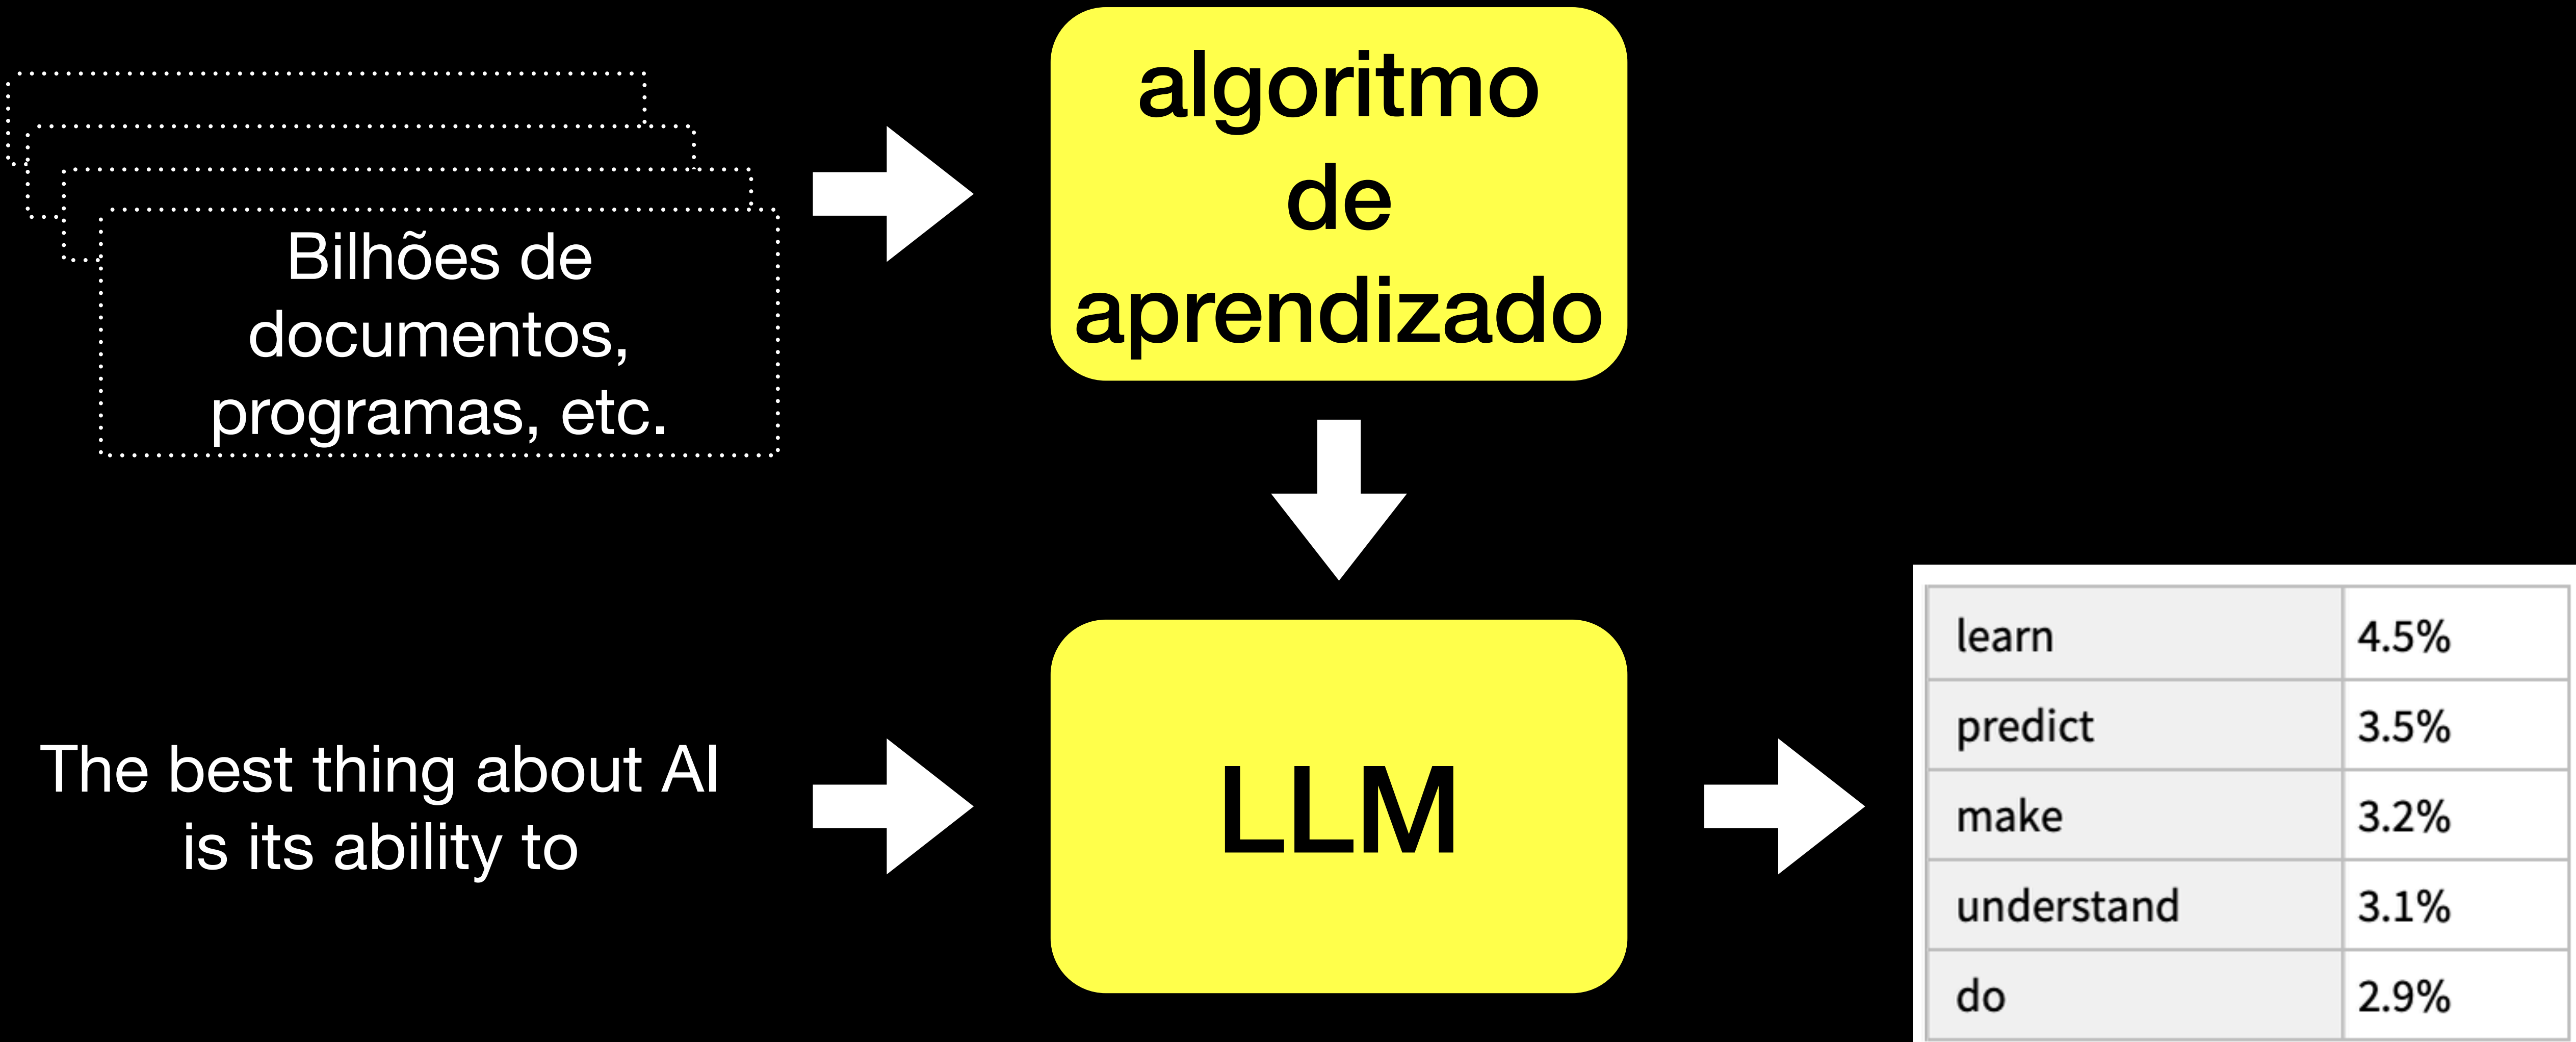 algoritmo
de
aprendizado
Bilhões de
documentos,
programas, etc.
The best thing about AI
is its ability to
LLM
learn 4.5%
predict 3.5%
make 3.2%
understand 3.1%
do 2.9%